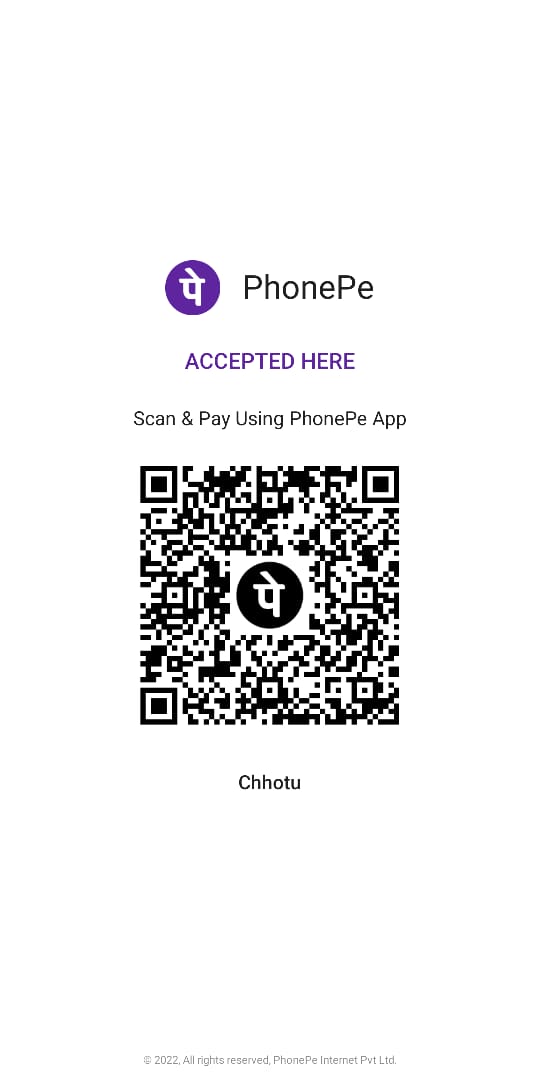 पे PhonePe
ACCEPTED HERE
Scan & Pay Using PhonePe App
पे
Chhotu
© 2022, All rights reserved, PhonePe Internet Pvt Ltd.